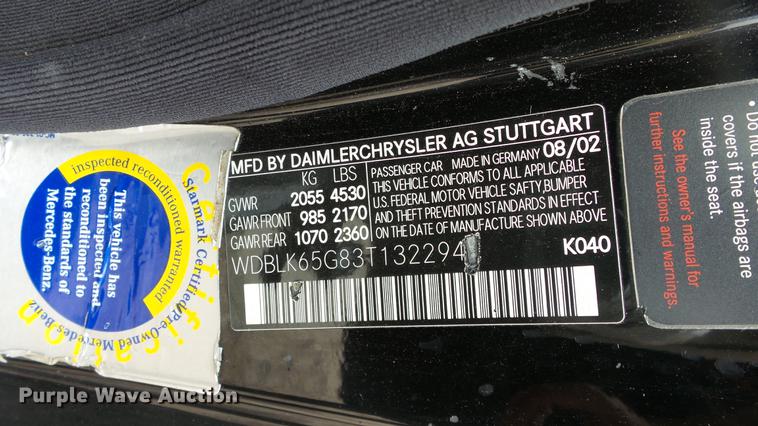 MFD BY DAIMLERCHRYSLER AG STUTTGART
KG LBS
GVWR 2055 4530
GAWR FRONT 985 2170
GAWR REAR 1070 2360
PASSENGER CAR MADE IN GERMANY 08/02
THIS VEHICLE CONFORMS TO ALL APPLICABLE
U.S. FEDERAL MOTOR VEHICLE SAFTY,BUMPER
AND THEFT PREVENTION STANDARDS IN EFFECT
ON THE DATE OF MANUFACTURE SHOWN ABOVE
WDBLK65G83T132294
K040
Certification
inspected reconditioned warranted
Starmark Certified/Pre-Owned Mercedes Benz
This vehicle has
been inspected and
reconditioned to
the standards of
Mercedes-Benz.
• Do not use
covers if the airbags are
inside the seat.
See the owner's manual for
further instructions and warnings.
Purple Wave Auction